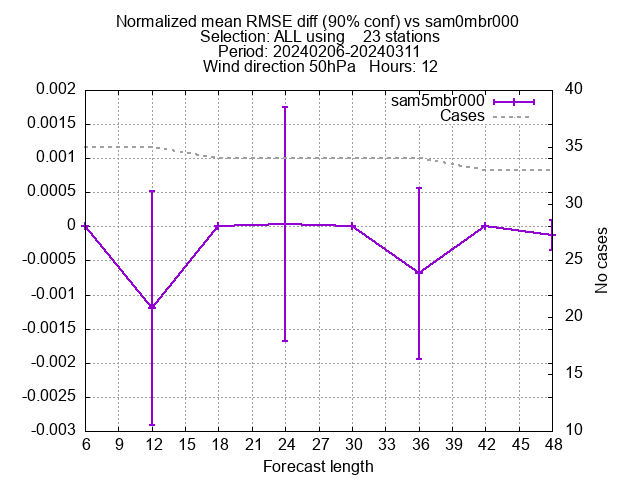 Normalized mean RMSE diff (90% conf) vs sam0mbr000
Selection: ALL using    23 stations
Period: 20240206-20240311
Wind direction 50hPa   Hours: 12
sam5mbr000
Cases
0.002
0.0015
0.001
0.0005
0
-0.0005
-0.001
-0.0015
-0.002
-0.0025
-0.003
40
35
30
25
20
15
10
No cases
6 9 12 15 18 21 24 27 30 33 36 39 42 45 48
Forecast length